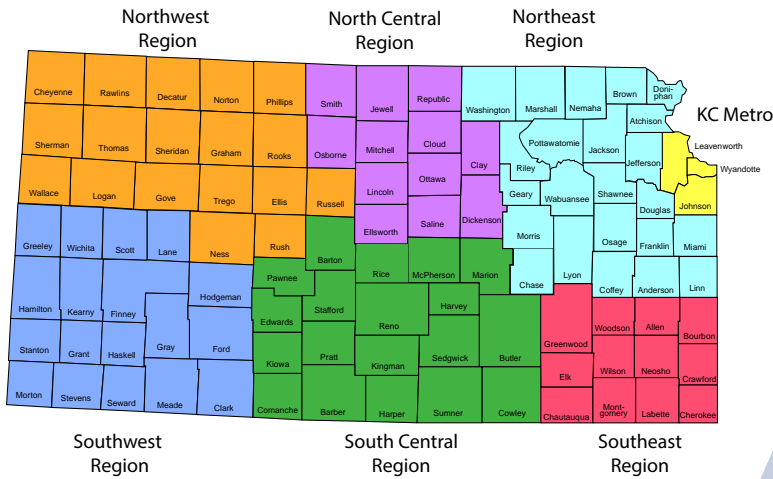 Northwest
Region
North Central
Region
Northeast
Region
KC Metro
Cheyenne Rawlins Decatur Norton Phillips Smith Jewell Republic Washington Marshall Nemaha Brown Doni-
phan
Sherman Thomas Sheridan Graham Rooks Osborne Mitchell Cloud Clay Riley Pottawatomie Jackson Atchison Jefferson Leavenworth
Wyandotte
Wallace Logan Gove Trego Ellis Russell Lincoln Ottawa Geary Wabuansee Shawnee Douglas Johnson
Ellsworth Saline Dickenson Morris
Greeley Wichita Scott Lane Ness Rush Barton Rice McPherson Marion Chase Lyon Osage Franklin Miami
Pawnee
Hamilton Kearny Finney Hodgeman Stafford Harvey Coffey Anderson Linn
Edwards Reno Greenwood Woodson Allen Bourbon
Stanton Grant Haskell Gray Ford Kiowa Pratt Kingman Sedgwick Butler Elk Wilson Neosho Crawford
Morton Stevens Seward Meade Clark Comanche Barber Harper Sumner Cowley Chautauqua Mont-
gomery Labette Cherokee
Southwest
Region
South Central
Region
Southeast
Region